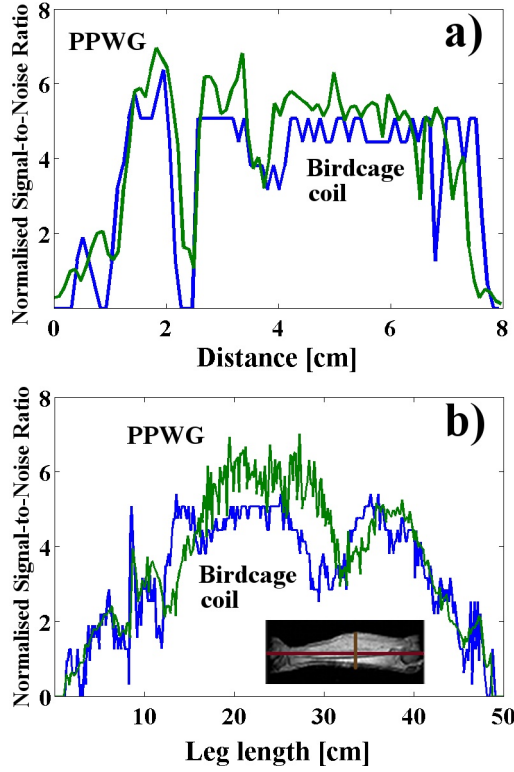 8
PPWG
a)
6
4
2
Birdcage
coil
0
2
4
6
8
Distance [cm]
Normalised Signal-to-Noise Ratio
8
PPWG
b)
6
4
2
0
Birdcage
coil
10
20
30
40
50
Leg length [cm]
Normalised Signal-to-Noise Ratio